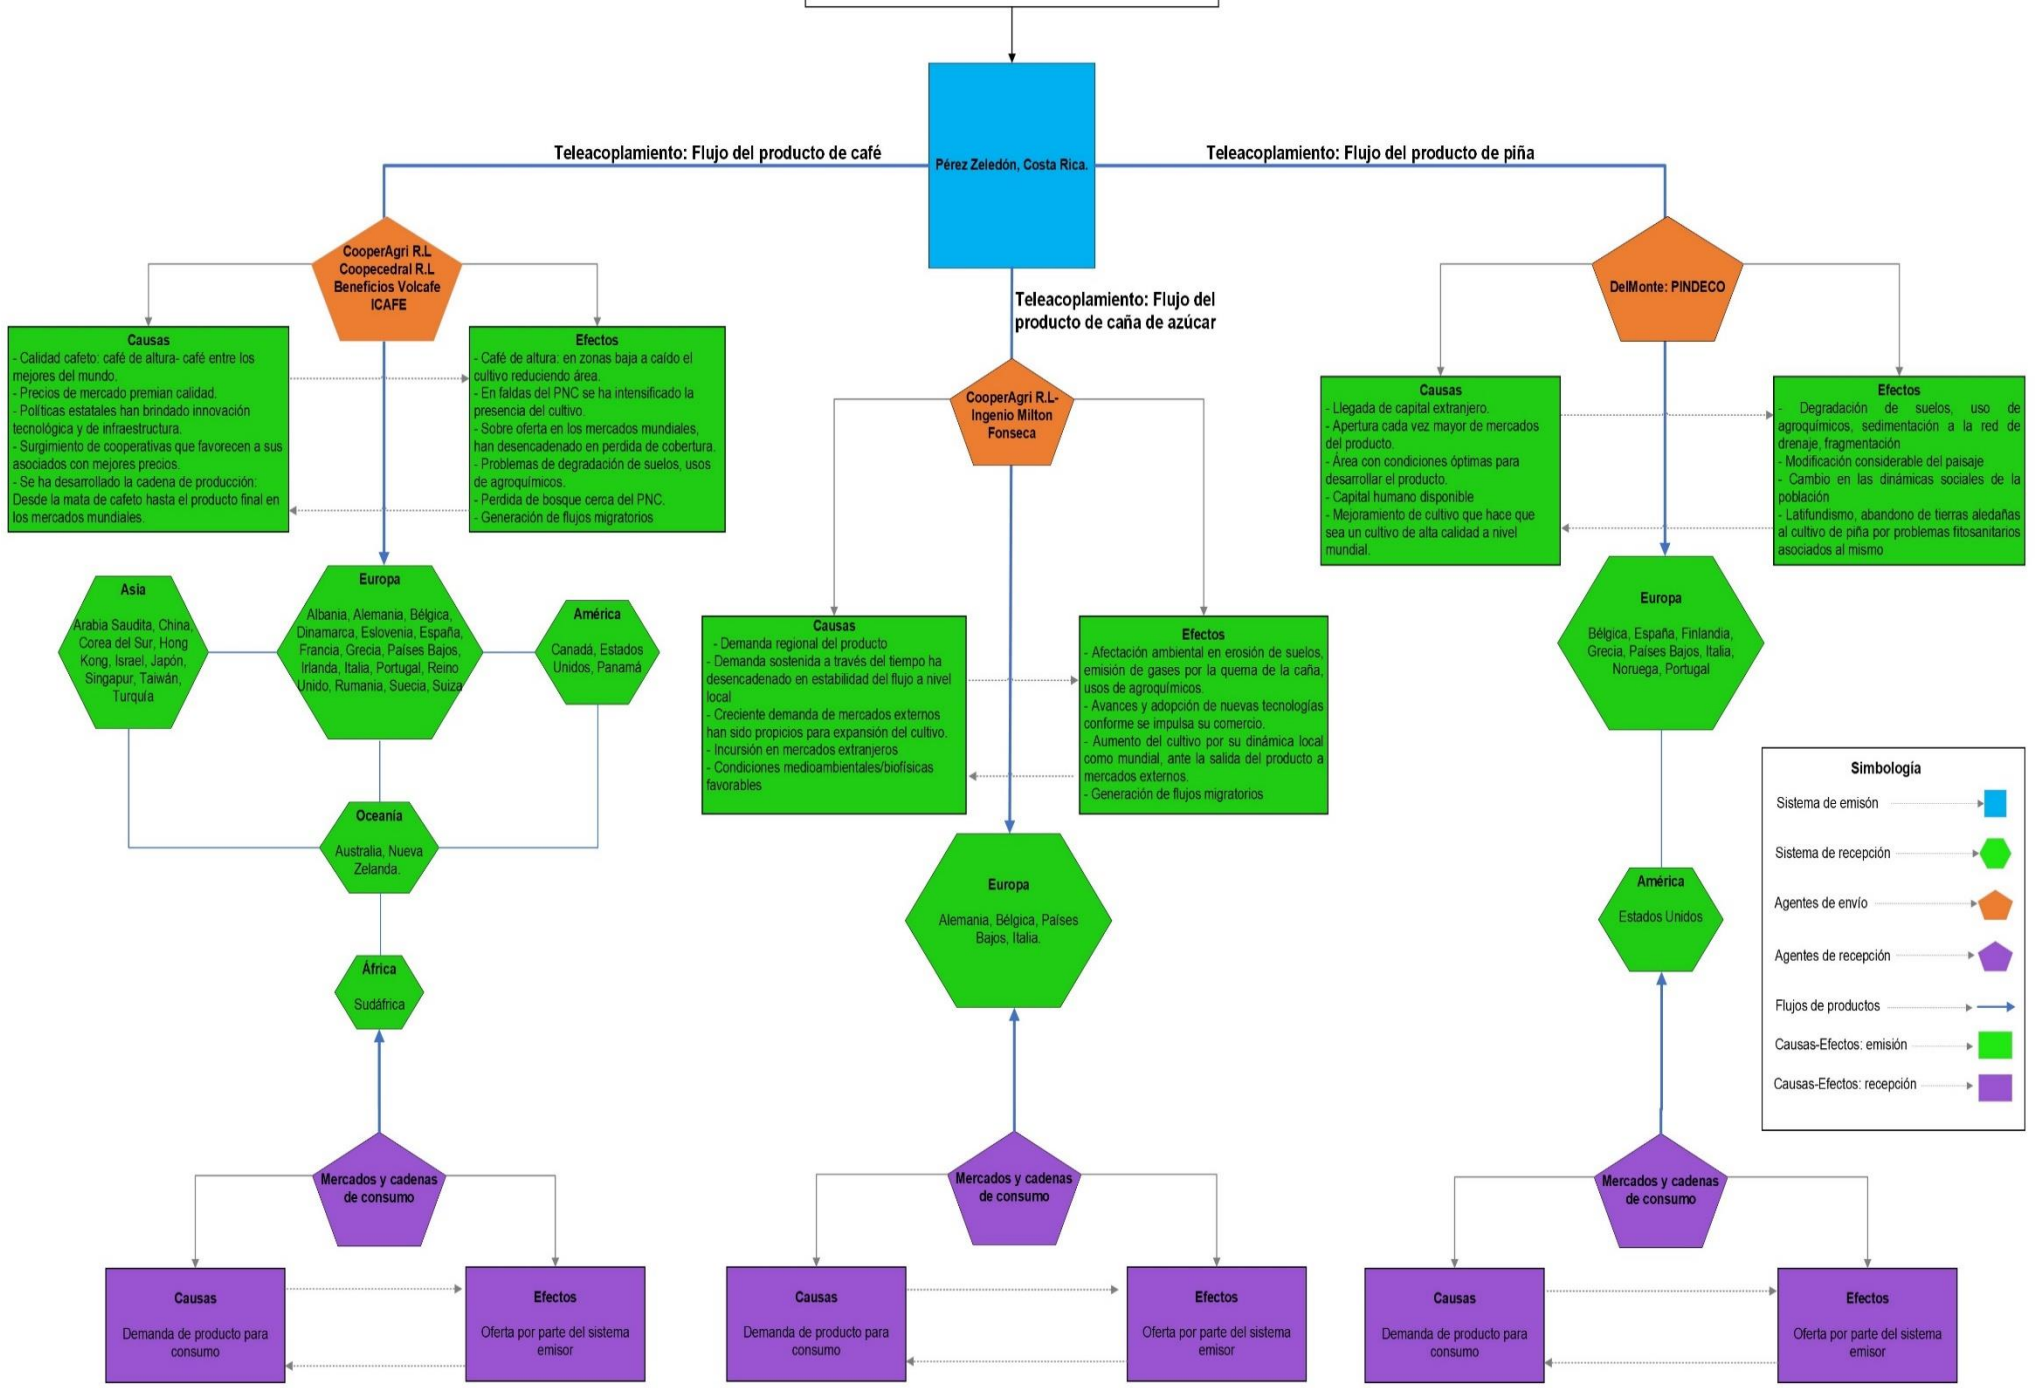 Teleacoplamiento: Flujo del producto de café
Pérez Zeledón, Costa Rica.
Teleacoplamiento: Flujo del producto de piña
Teleacoplamiento: Flujo del
producto de caña de azúcar
CooperAgri R.L
Coopecedral R.L
Beneficios Volcafe
ICAFE
Causas
- Calidad cafeto: café de altura- café entre los
mejores del mundo.
- Precios de mercado premian calidad.
- Políticas estatales han brindado innovación
tecnológica y de infraestructura.
- Surgimiento de cooperativas que favorecen a sus
asociados con mejores precios.
- Se ha desarrollado la cadena de producción:
Desde la mata de cafeto hasta el producto final en
los mercados mundiales.
Efectos
- Café de altura: en zonas baja a caído el
cultivo reduciendo área.
- En faldas del PNC se ha intensificado la
presencia del cultivo.
- Sobre oferta en los mercados mundiales,
han desencadenado en perdida de cobertura.
- Problemas de degradación de suelos, usos
de agroquímicos.
- Perdida de bosque cerca del PNC.
- Generación de flujos migratorios
Asia
Arabia Saudita, China,
Corea del Sur, Hong
Kong, Israel, Japón,
Singapur, Taiwán,
Turquía
Europa
Albania, Alemania, Bélgica,
Dinamarca, Eslovenia, España,
Francia, Grecia, Países Bajos,
Irlanda, Italia, Portugal, Reino
Unido, Rumania, Suecia, Suiza
América
Canadá, Estados
Unidos, Panamá
Oceanía
Australia, Nueva
Zelanda.
África
Sudáfrica
Mercados y cadenas
de consumo
Causas
Demanda de producto para
consumo
Efectos
Oferta por parte del sistema
emisor
CooperAgri R.L-
Ingenio Milton
Fonseca
Causas
- Demanda regional del producto
- Demanda sostenida a través del tiempo ha
desencadenado en estabilidad del flujo a nivel
local
- Creciente demanda de mercados externos
han sido propicios para expansión del cultivo.
- Incursión en mercados extranjeros
- Condiciones medioambientales/biofísicas
favorables
Efectos
- Afectación ambiental en erosión de suelos,
emisión de gases por la quema de la caña,
usos de agroquímicos.
- Avances y adopción de nuevas tecnologías
conforme se impulsa su comercio.
- Aumento del cultivo por su dinámica local
como mundial, ante la salida del producto a
mercados externos.
- Generación de flujos migratorios
Europa
Alemania, Bélgica, Países
Bajos, Italia.
Mercados y cadenas
de consumo
Causas
Demanda de producto para
consumo
Efectos
Oferta por parte del sistema
emisor
DelMonte: PINDECO
Causas
- Llegada de capital extranjero.
- Apertura cada vez mayor de mercados
del producto.
- Área con condiciones óptimas para
desarrollar el producto.
- Capital humano disponible
- Mejoramiento de cultivo que hace que
sea un cultivo de alta calidad a nivel
mundial.
Efectos
- Degradación de suelos, uso de
agroquímicos, sedimentación a la red de
drenaje, fragmentación
- Modificación considerable del paisaje
- Cambio en las dinámicas sociales de la
población
- Latifundismo, abandono de tierras aledañas
al cultivo de piña por problemas fitosanitarios
asociados al mismo
Europa
Bélgica, España, Finlandia,
Grecia, Países Bajos, Italia,
Noruega, Portugal
América
Estados Unidos
Mercados y cadenas
de consumo
Causas
Demanda de producto para
consumo
Efectos
Oferta por parte del sistema
emisor
Simbología
Sistema de emisón
Sistema de recepción
Agentes de envío
Agentes de recepción
Flujos de productos
Causas-Efectos: emisión
Causas-Efectos: recepción